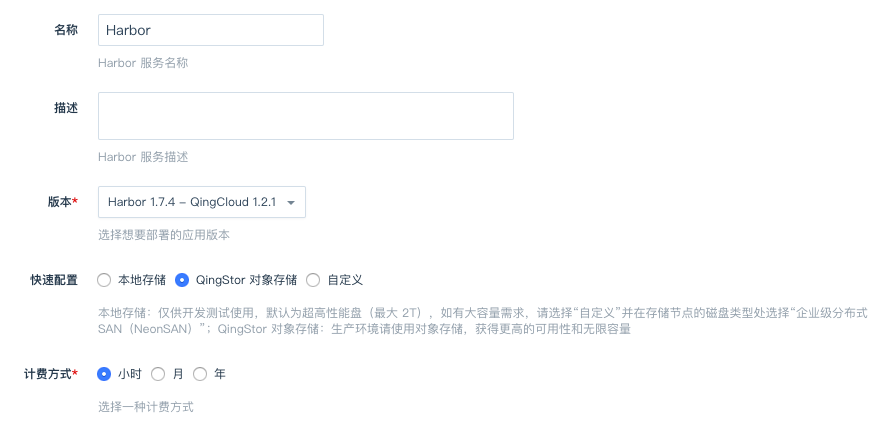 名称 Harbor
Harbor 服务名称
描述
Harbor 服务描述
版本* Harbor 1.7.4 – QingCloud 1.2.1
选择想要部署的应用版本
快速配置 本地存储 QingStor 对象存储 自定义
本地存储：仅供开发测试使用，默认为超高性能盘（最大 2T），如有大容量需求，请选择“自定义”并在存储节点的磁盘类型处选择“企业级分布式
SAN（NeonSAN）”；QingStor 对象存储：生产环境请使用对象存储，获得更高的可用性和无限容量
计费方式* 小时 月 年
选择一种计费方式